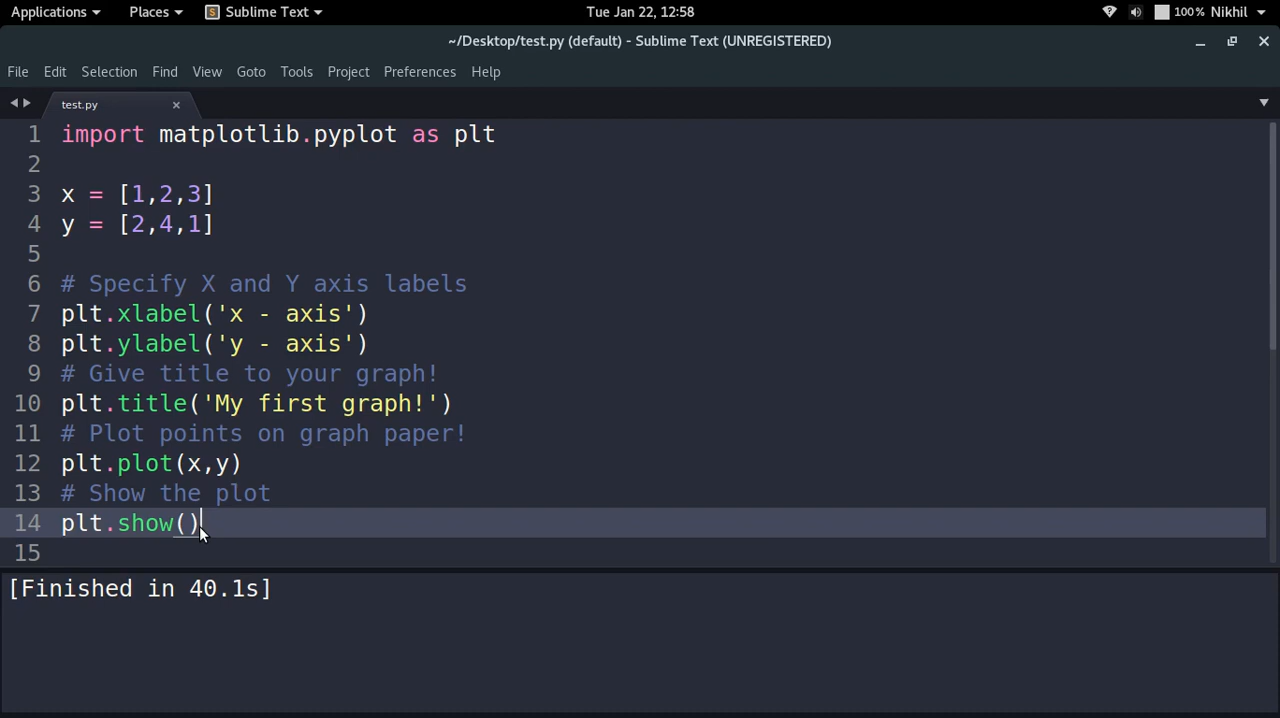 Applications Places Sublime Text Tue Jan 22, 12:58 100% Nikhil
~/Desktop/test.py (default) - Sublime Text (UNREGISTERED)
File Edit Selection Find View Goto Tools Project Preferences Help
test.py
1 import matplotlib.pyplot as plt
2
3 x = [1,2,3]
4 y = [2,4,1]
5
6 # Specify X and Y axis labels
7 plt.xlabel('x - axis')
8 plt.ylabel('y - axis')
9 # Give title to your graph!
10 plt.title('My first graph!')
11 # Plot points on graph paper!
12 plt.plot(x,y)
13 # Show the plot
14 plt.show()
15
[Finished in 40.1s]